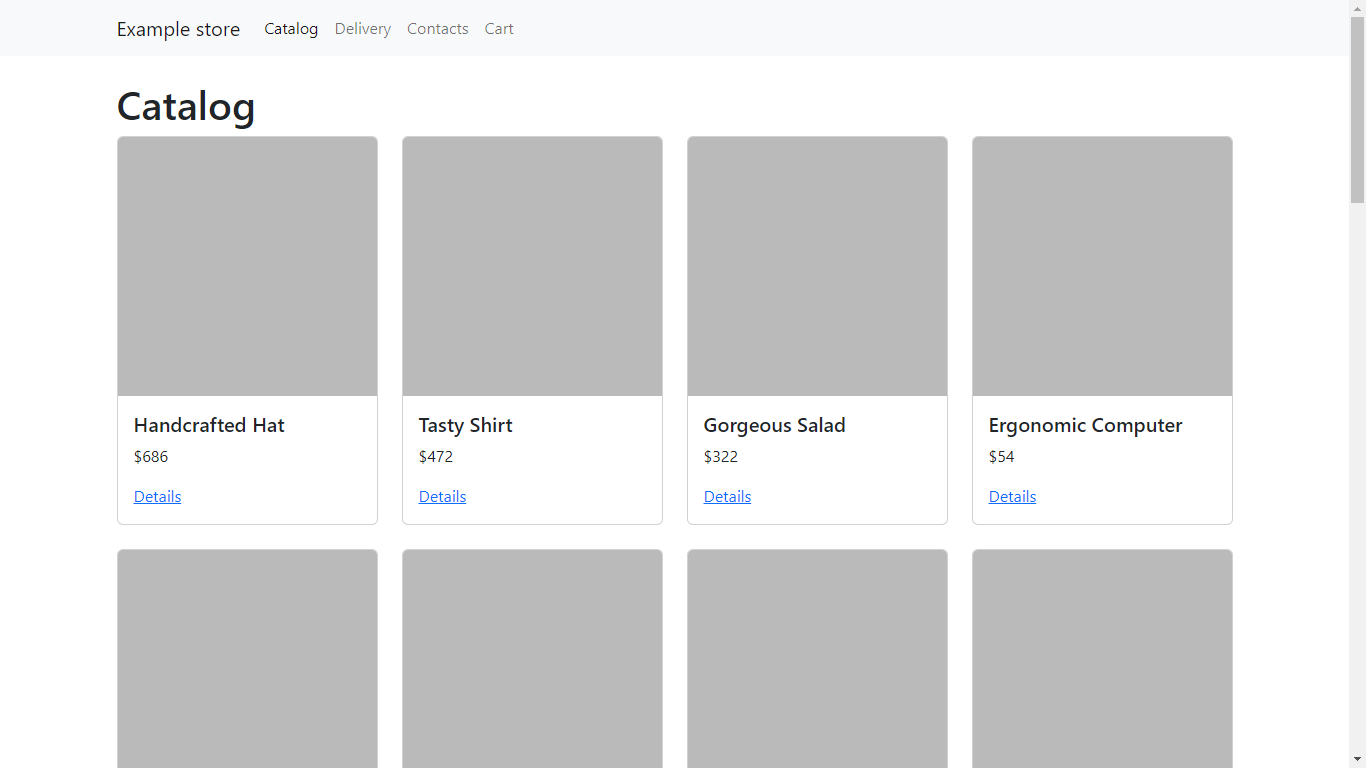 Example store Catalog Delivery Contacts Cart
Catalog
Handcrafted Hat
$686
Details
Tasty Shirt
$472
Details
Gorgeous Salad
$322
Details
Ergonomic Computer
$54
Details